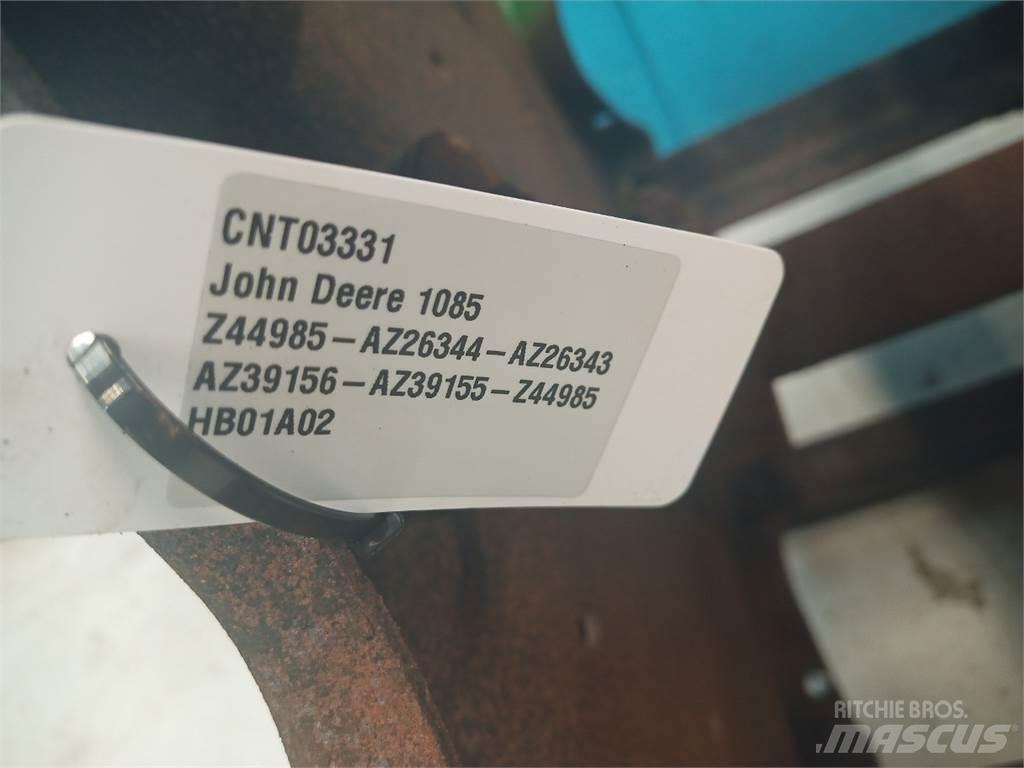 CNT03331
John Deere 1085
Z44985-AZ26344-AZ26343
AZ39156-AZ39155-Z44985
HB01A02
RITCHIE BROS.
MASCUS